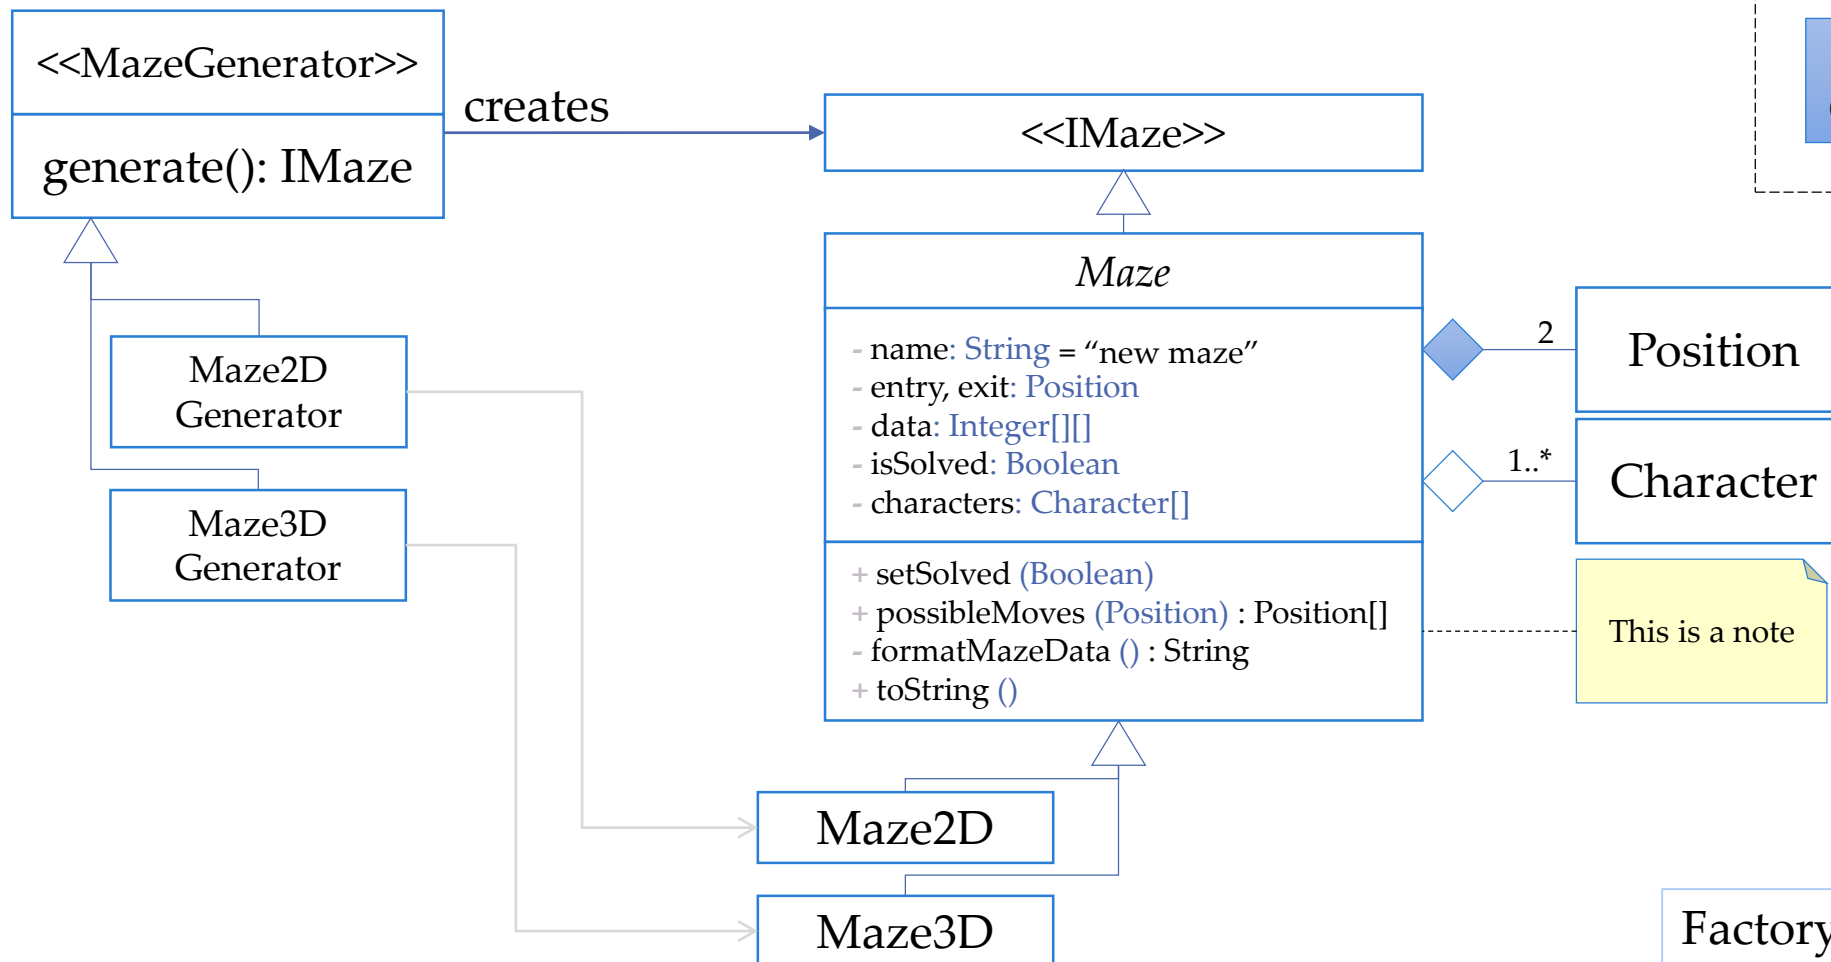 <<MazeGenerator>>
generate(): IMaze
creates
<<IMaze>>
Maze
- name: String = “new maze”
- entry, exit: Position
- data: Integer[][]
- isSolved: Boolean
- characters: Character[]
+ setSolved (Boolean)
+ possibleMoves (Position) : Position[]
- formatMazeData () : String
+ toString ()
2
Position
1..*
Character
This is a note
Maze2D
Generator
Maze3D
Generator
Maze2D
Maze3D
Factory